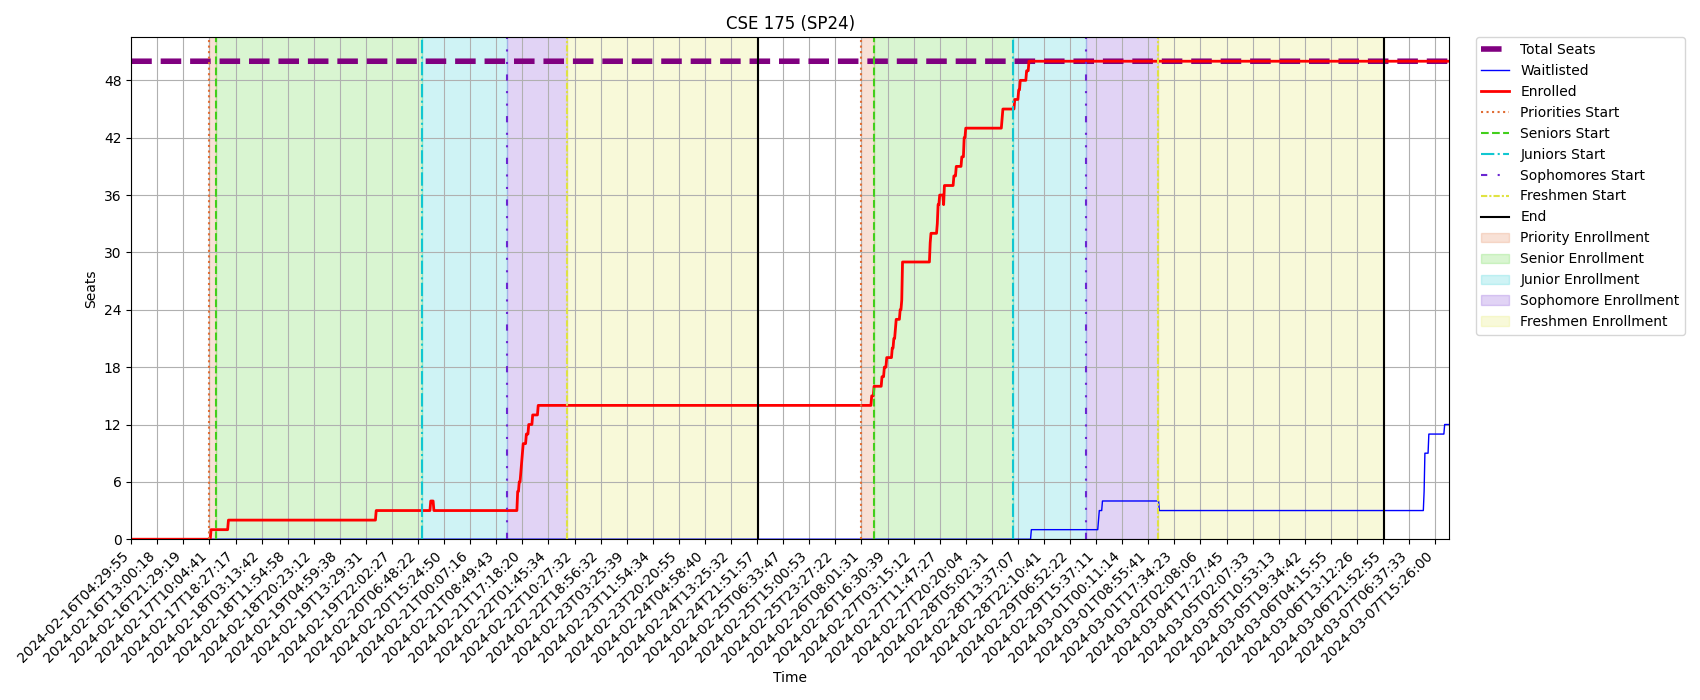 CSE 175 (SP24)
Total Seats
Waitlisted
Enrolled
Priorities Start
Seniors Start
Juniors Start
Sophomores Start
Freshmen Start
End
Priority Enrollment
Senior Enrollment
Junior Enrollment
Sophomore Enrollment
Freshmen Enrollment
Seats
48
42
36
30
24
18
12
6
0
2024-02-16T04:29:55
2024-02-16T13:00:18
2024-02-16T21:29:19
2024-02-17T10:04:41
2024-02-17T18:27:17
2024-02-18T03:13:42
2024-02-18T11:54:58
2024-02-18T20:23:12
2024-02-19T04:59:38
2024-02-19T13:29:31
2024-02-19T22:02:27
2024-02-20T06:48:22
2024-02-20T15:24:50
2024-02-21T00:07:16
2024-02-21T08:49:43
2024-02-21T17:18:20
2024-02-22T01:45:34
2024-02-22T10:27:32
2024-02-22T18:56:32
2024-02-23T03:25:39
2024-02-23T11:54:34
2024-02-23T20:20:55
2024-02-24T04:58:40
2024-02-24T13:25:32
2024-02-24T21:51:57
2024-02-25T06:33:47
2024-02-25T15:00:53
2024-02-25T23:27:22
2024-02-26T08:01:31
2024-02-26T16:30:39
2024-02-27T03:15:12
2024-02-27T11:47:27
2024-02-27T20:20:04
2024-02-28T05:02:31
2024-02-28T13:37:07
2024-02-28T22:10:41
2024-02-29T06:52:22
2024-02-29T15:37:11
2024-03-01T00:11:14
2024-03-01T08:55:41
2024-03-01T17:34:23
2024-03-02T02:08:06
2024-03-04T17:27:45
2024-03-05T02:07:33
2024-03-05T10:53:13
2024-03-05T19:34:42
2024-03-06T04:15:55
2024-03-06T13:12:26
2024-03-06T21:52:55
2024-03-07T06:37:33
2024-03-07T15:26:00
Time